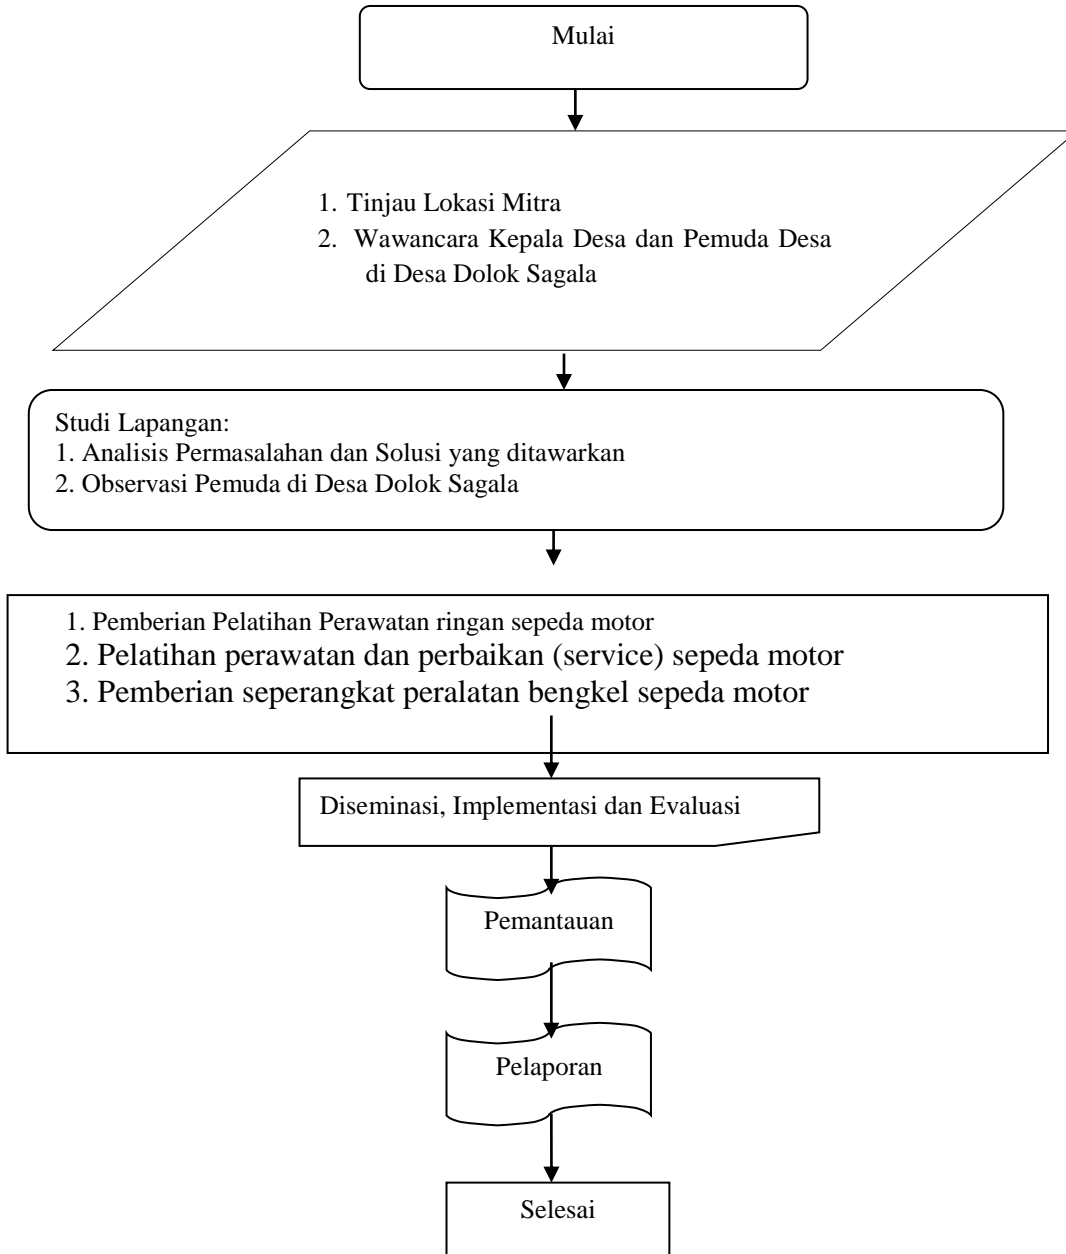 Mulai
1. Tinjau Lokasi Mitra
2. Wawancara Kepala Desa dan Pemuda Desa
di Desa Dolok Sagala
Studi Lapangan:
1. Analisis Permasalahan dan Solusi yang ditawarkan
2. Observasi Pemuda di Desa Dolok Sagala
1. Pemberian Pelatihan Perawatan ringan sepeda motor
2. Pelatihan perawatan dan perbaikan (service) sepeda motor
3. Pemberian seperangkat peralatan bengkel sepeda motor
Diseminasi, Implementasi dan Evaluasi
Pemantauan
Pelaporan
Selesai